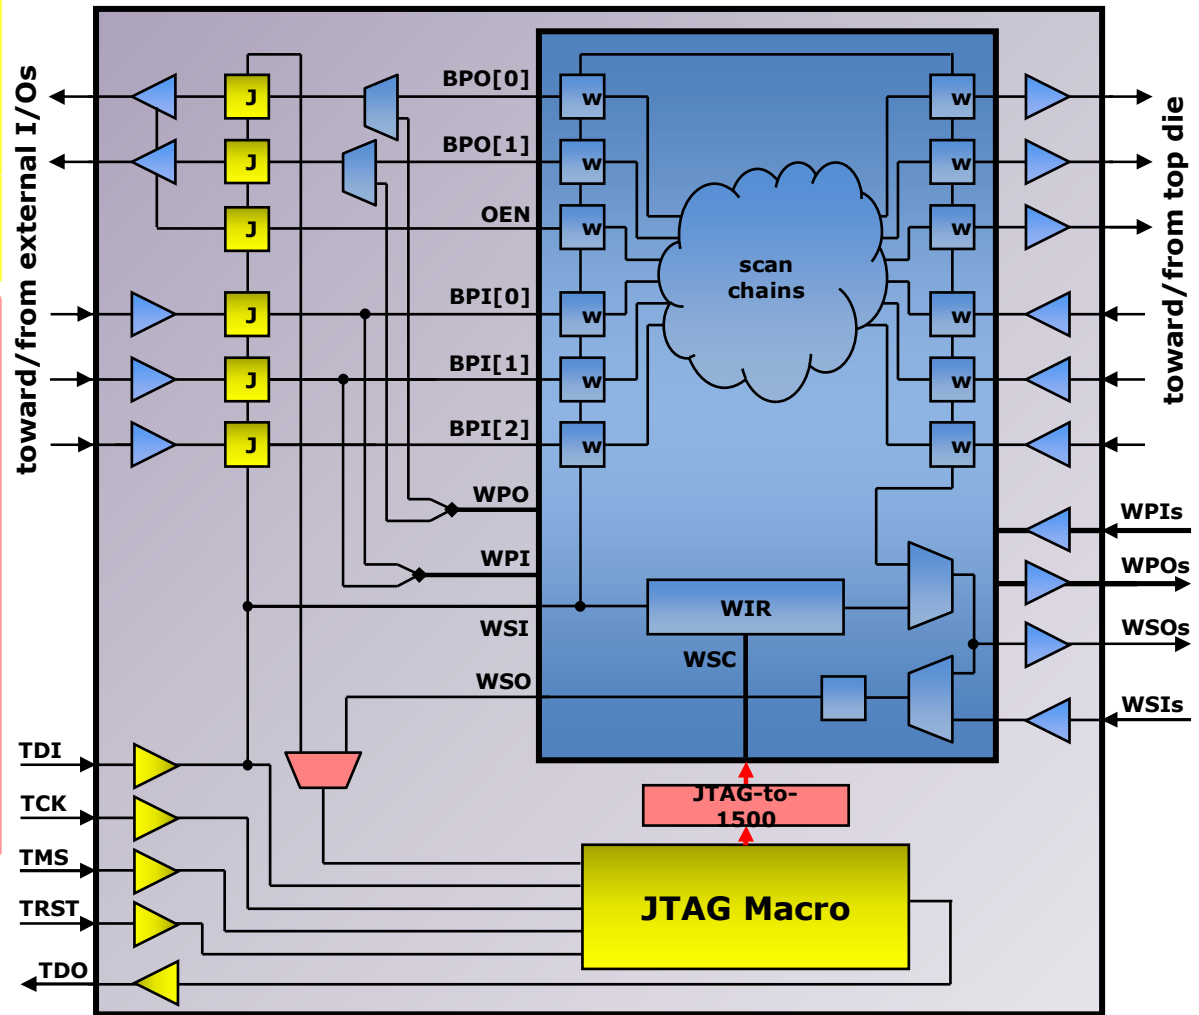 toward/from external I/Os
toward/from top die
BPO[0]
BPO[1]
OEN
BPI[0]
BPI[1]
BPI[2]
WPO
WPI
WSI
WSO
J
J
J
J
J
J
w
w
w
w
w
w
scan
chains
w
w
w
w
w
w
WIR
WSC
WPIs
WPOs
WSOs
WSIs
TDI
TCK
TMS
TRST
TDO
JTAG-to-
1500
JTAG Macro